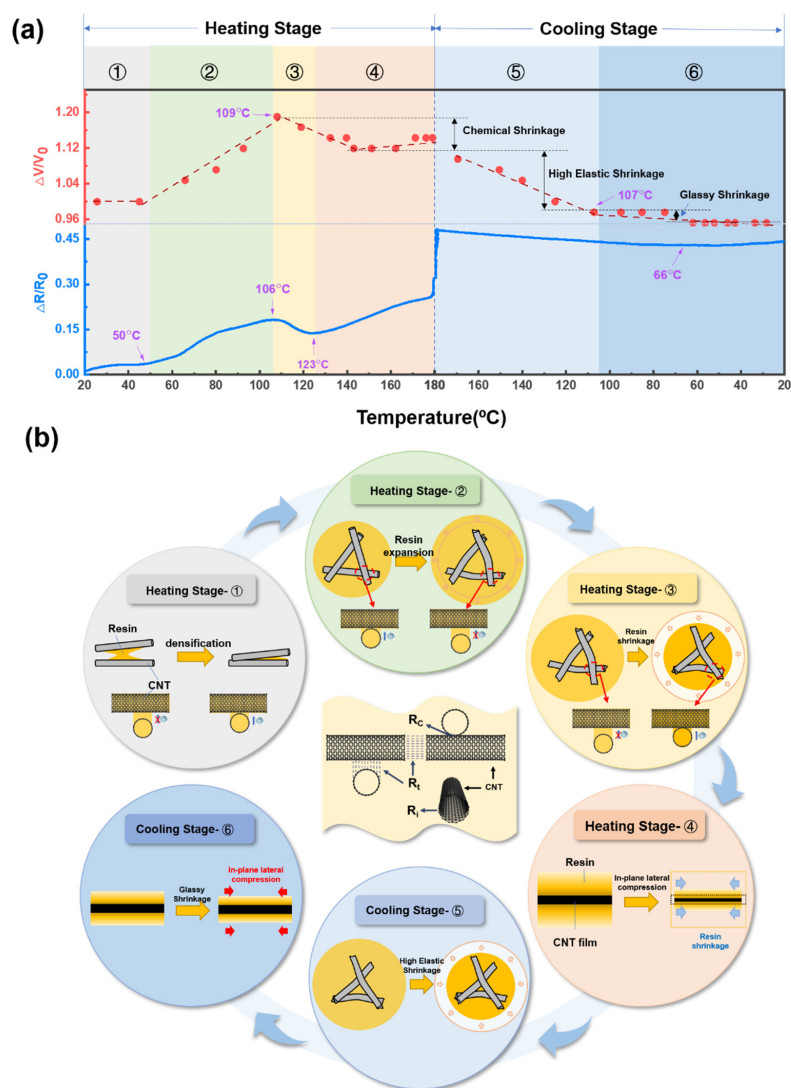 (a)
Heating Stage
Cooling Stage
①
②
③
④
⑤
⑥
ΔV/V0
1.20
1.12
1.04
0.96
109°C
Chemical Shrinkage
High Elastic Shrinkage
107°C
Glassy Shrinkage
ΔR/R0
0.45
0.30
0.15
0.00
50°C
106°C
123°C
66°C
20 40 60 80 100 120 140 160 180 160 140 120 100 80 60 40 20
Temperature(ºC)
(b)
Heating Stage-②
Resin
expansion
Heating Stage-①
Resin
densification
CNT
Heating Stage-③
Resin
shrinkage
RC
Rt
CNT
Ri
Cooling Stage-⑥
Glassy
Shrinkage
In-plane lateral
compression
Heating Stage-④
Resin
In-plane lateral
compression
CNT film
Resin
shrinkage
Cooling Stage-⑤
High Elastic
Shrinkage